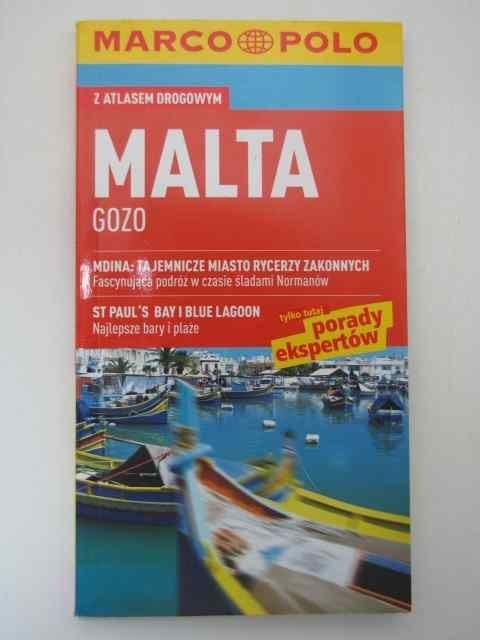 MARCO POLO
Z ATLASEM DROGOWYM
MALTA
GOZO
MDINA: TAJEMNICZE MIASTO RYCERZY ZAKONNYCH
Fascynująca podróż w czasie śladami Normanów
ST PAUL'S BAY I BLUE LAGOON
Najlepsze bary i plaże
tylko tutaj
porady
ekspertów